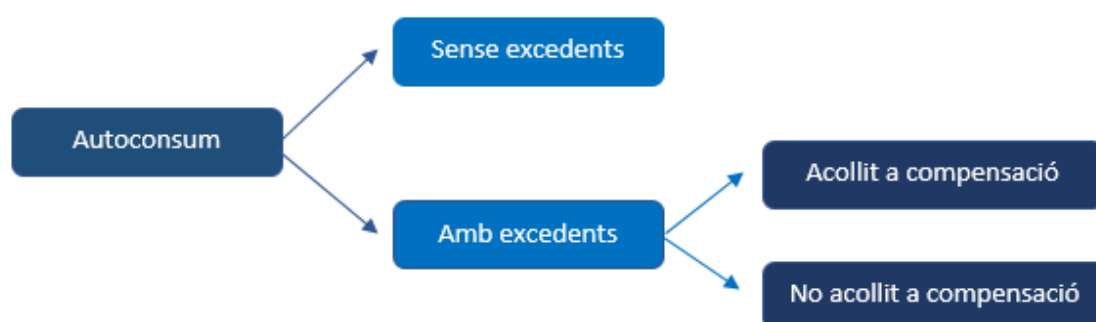 Sense excedents
Autoconsum
Acollit a compensació
Amb excedents
No acollit a compensació